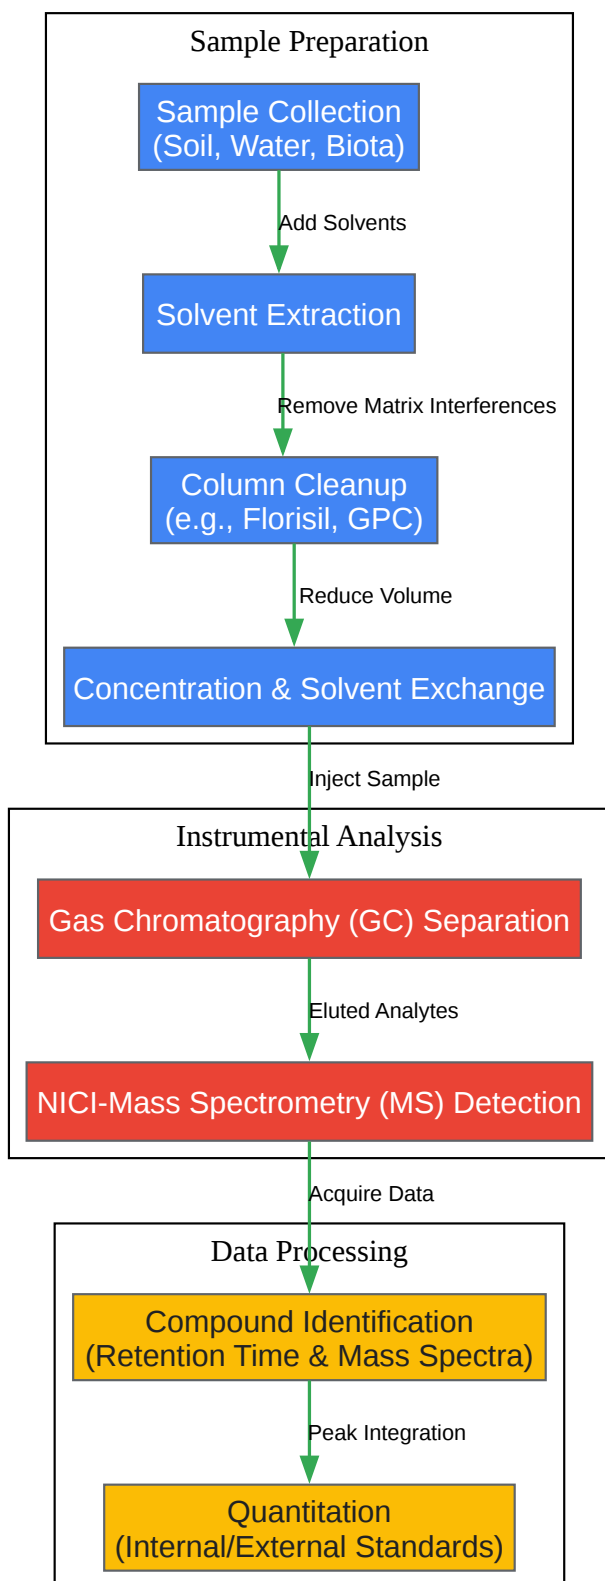 Sample Preparation
Sample Collection
(Soil, Water, Biota)
Add Solvents
Solvent Extraction
Remove Matrix Interferences
Column Cleanup
(e.g., Florisil, GPC)
Reduce Volume
Concentration & Solvent Exchange
Inject Sample
Instrumental Analysis
Gas Chromatography (GC) Separation
Eluted Analytes
NICI-Mass Spectrometry (MS) Detection
Acquire Data
Data Processing
Compound Identification
(Retention Time & Mass Spectra)
Peak Integration
Quantitation
(Internal/External Standards)